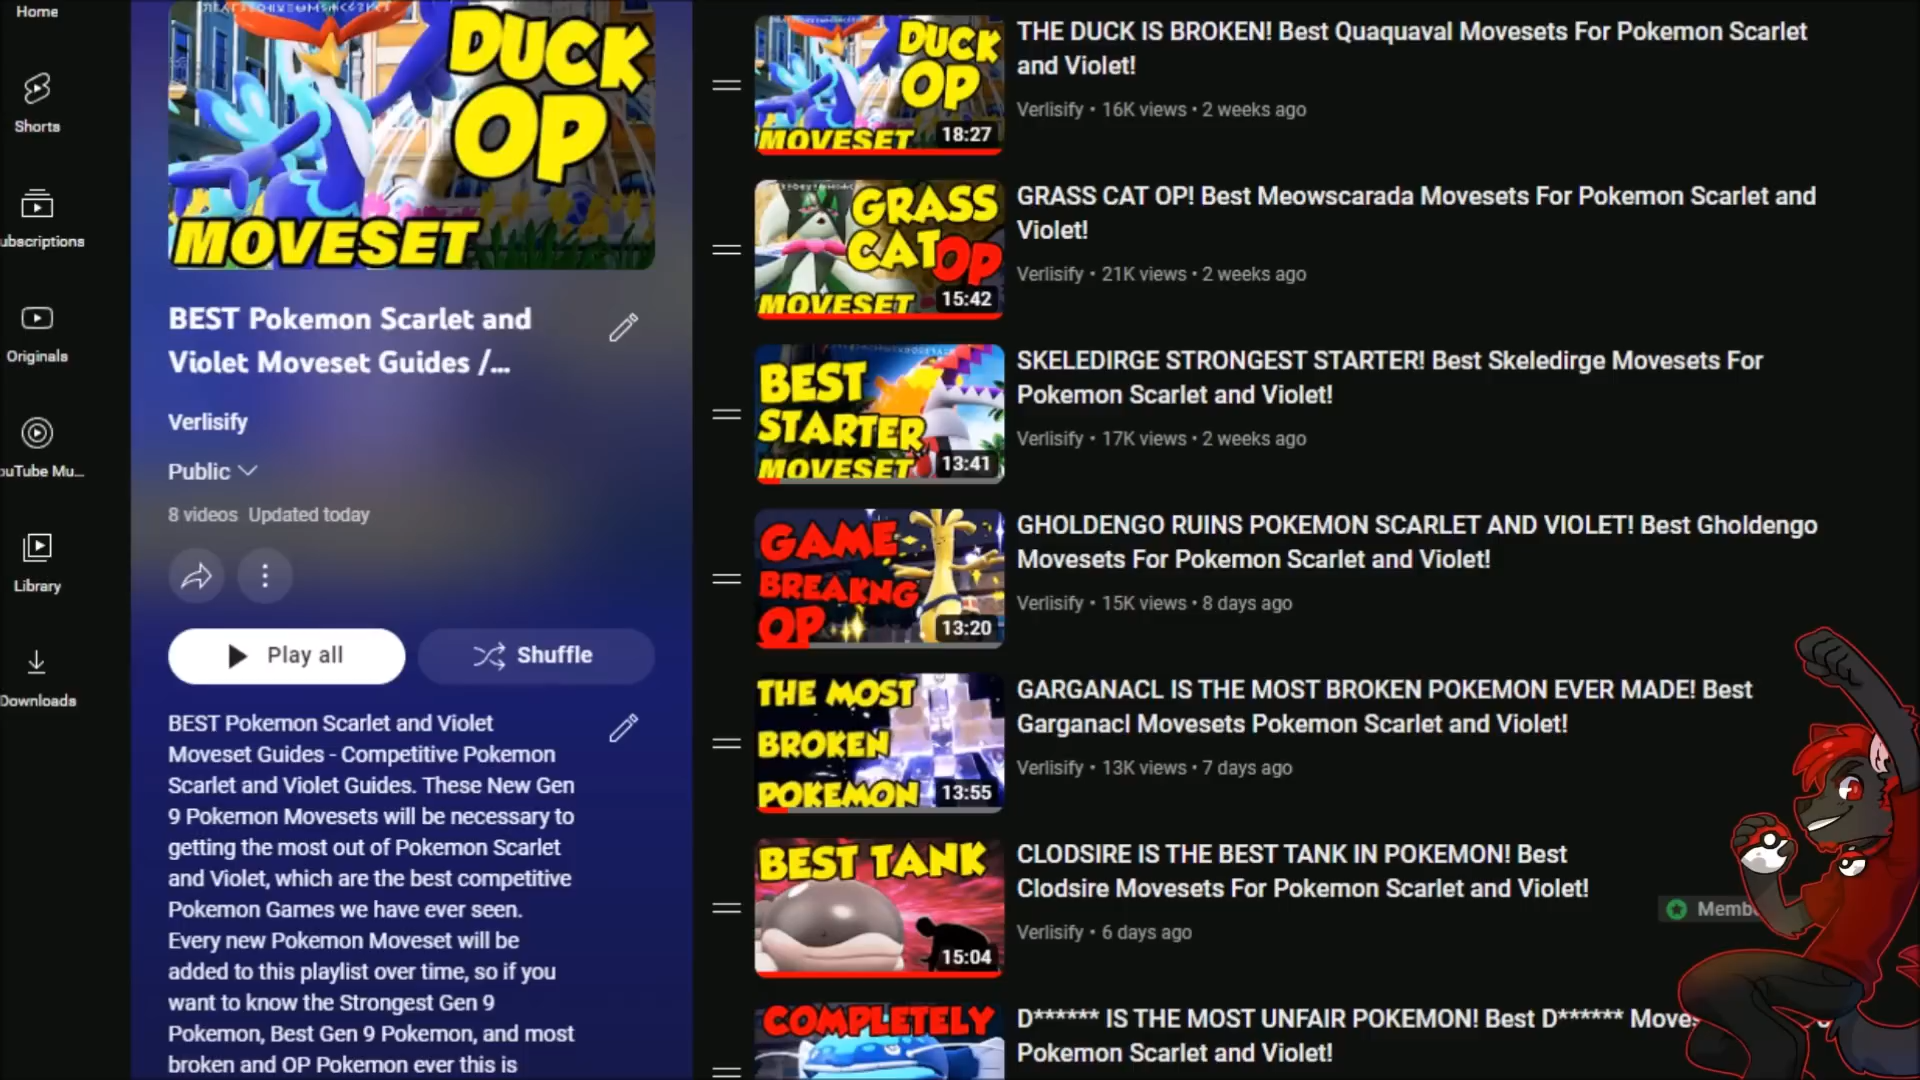 Home
Shorts
ubscriptions
Originals
ouTube Mu...
Library
Downloads
DUCK
OP
MOVESET
BEST Pokemon Scarlet and
Violet Moveset Guides /...
Verlisify
Public
8 videos Updated today
Play all
Shuffle
BEST Pokemon Scarlet and Violet
Moveset Guides - Competitive Pokemon
Scarlet and Violet Guides. These New Gen
9 Pokemon Movesets will be necessary to
getting the most out of Pokemon Scarlet
and Violet, which are the best competitive
Pokemon Games we have ever seen.
Every new Pokemon Moveset will be
added to this playlist over time, so if you
want to know the Strongest Gen 9
Pokemon, Best Gen 9 Pokemon, and most
broken and OP Pokemon ever this is
DUCK
OP
MOVESET
18:27
THE DUCK IS BROKEN! Best Quaquaval Movesets For Pokemon Scarlet
and Violet!
Verlisify • 16K views • 2 weeks ago
GRASS
CAT OP
MOVESET
15:42
GRASS CAT OP! Best Meowscarada Movesets For Pokemon Scarlet and
Violet!
Verlisify • 21K views • 2 weeks ago
BEST
STARTER
MOVESET
13:41
SKELEDIRGE STRONGEST STARTER! Best Skeledirge Movesets For
Pokemon Scarlet and Violet!
Verlisify • 17K views • 2 weeks ago
GAME
BREAKNG
OP
13:20
GHOLDENGO RUINS POKEMON SCARLET AND VIOLET! Best Gholdengo
Movesets For Pokemon Scarlet and Violet!
Verlisify • 15K views • 8 days ago
THE MOST
BROKEN
POKEMON
13:55
GARGANACL IS THE MOST BROKEN POKEMON EVER MADE! Best
Garganacl Movesets Pokemon Scarlet and Violet!
Verlisify • 13K views • 7 days ago
BEST TANK
15:04
CLODSIRE IS THE BEST TANK IN POKEMON! Best
Clodsire Movesets For Pokemon Scarlet and Violet!
Verlisify • 6 days ago
Memb
COMPLETELY
D****** IS THE MOST UNFAIR POKEMON! Best D****** Moves
Pokemon Scarlet and Violet!